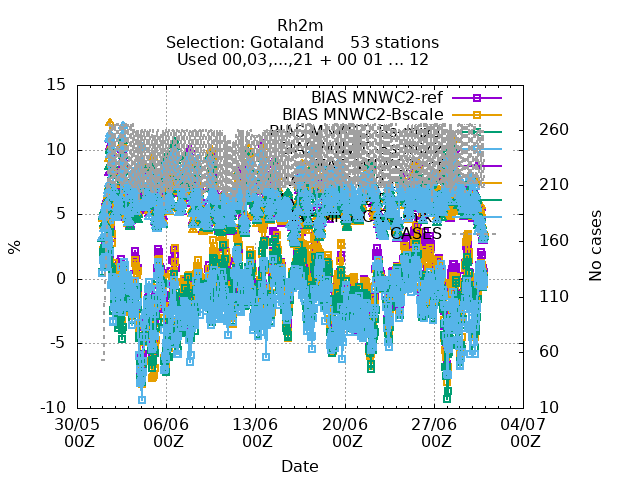 Rh2m
Selection: Gotaland 53 stations
Used 00,03,...,21 + 00 01 ... 12
15
10
5
0
-5
-10
%
260
210
160
110
60
10
No cases
BIAS MNWC2-ref
BIAS MNWC2-Bscale
CASES
30/05 06/06 13/06 20/06 27/06 04/07
00Z 00Z 00Z 00Z 00Z 00Z
Date